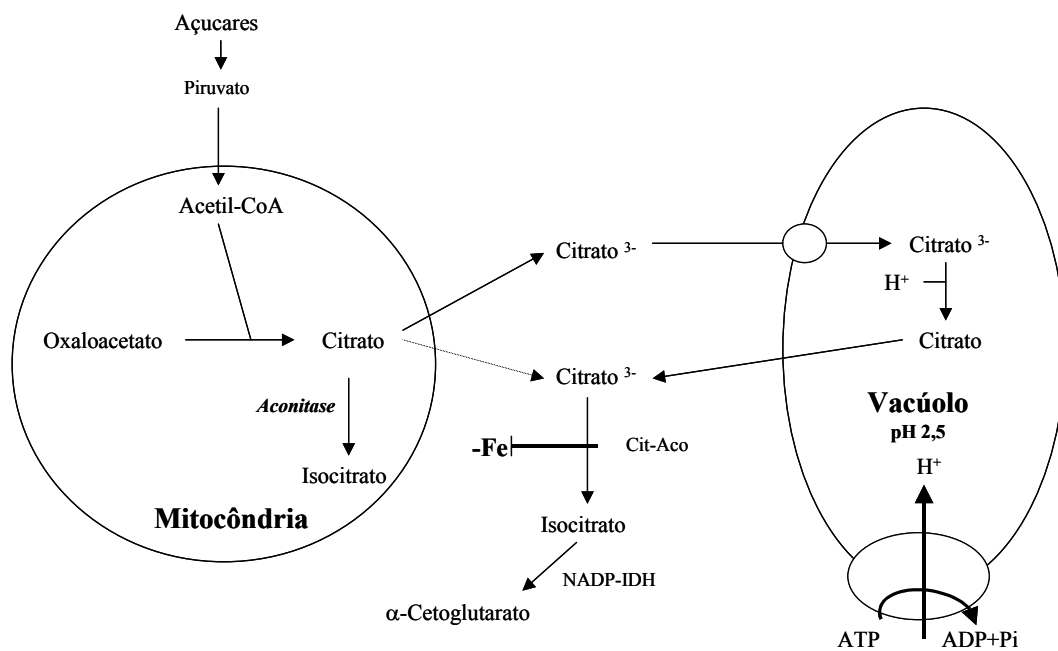 Açucares
Piruvato
Acetil-CoA
Oxaloacetato
Citrato
Aconitase
Isocitrato
Mitocôndria
Citrato 3-
Citrato 3-
-Fe
Cit-Aco
Isocitrato
NADP-IDH
α-Cetoglutarato
Citrato 3-
H+
Citrato
Vacúolo
pH 2,5
H+
ATP
ADP+Pi